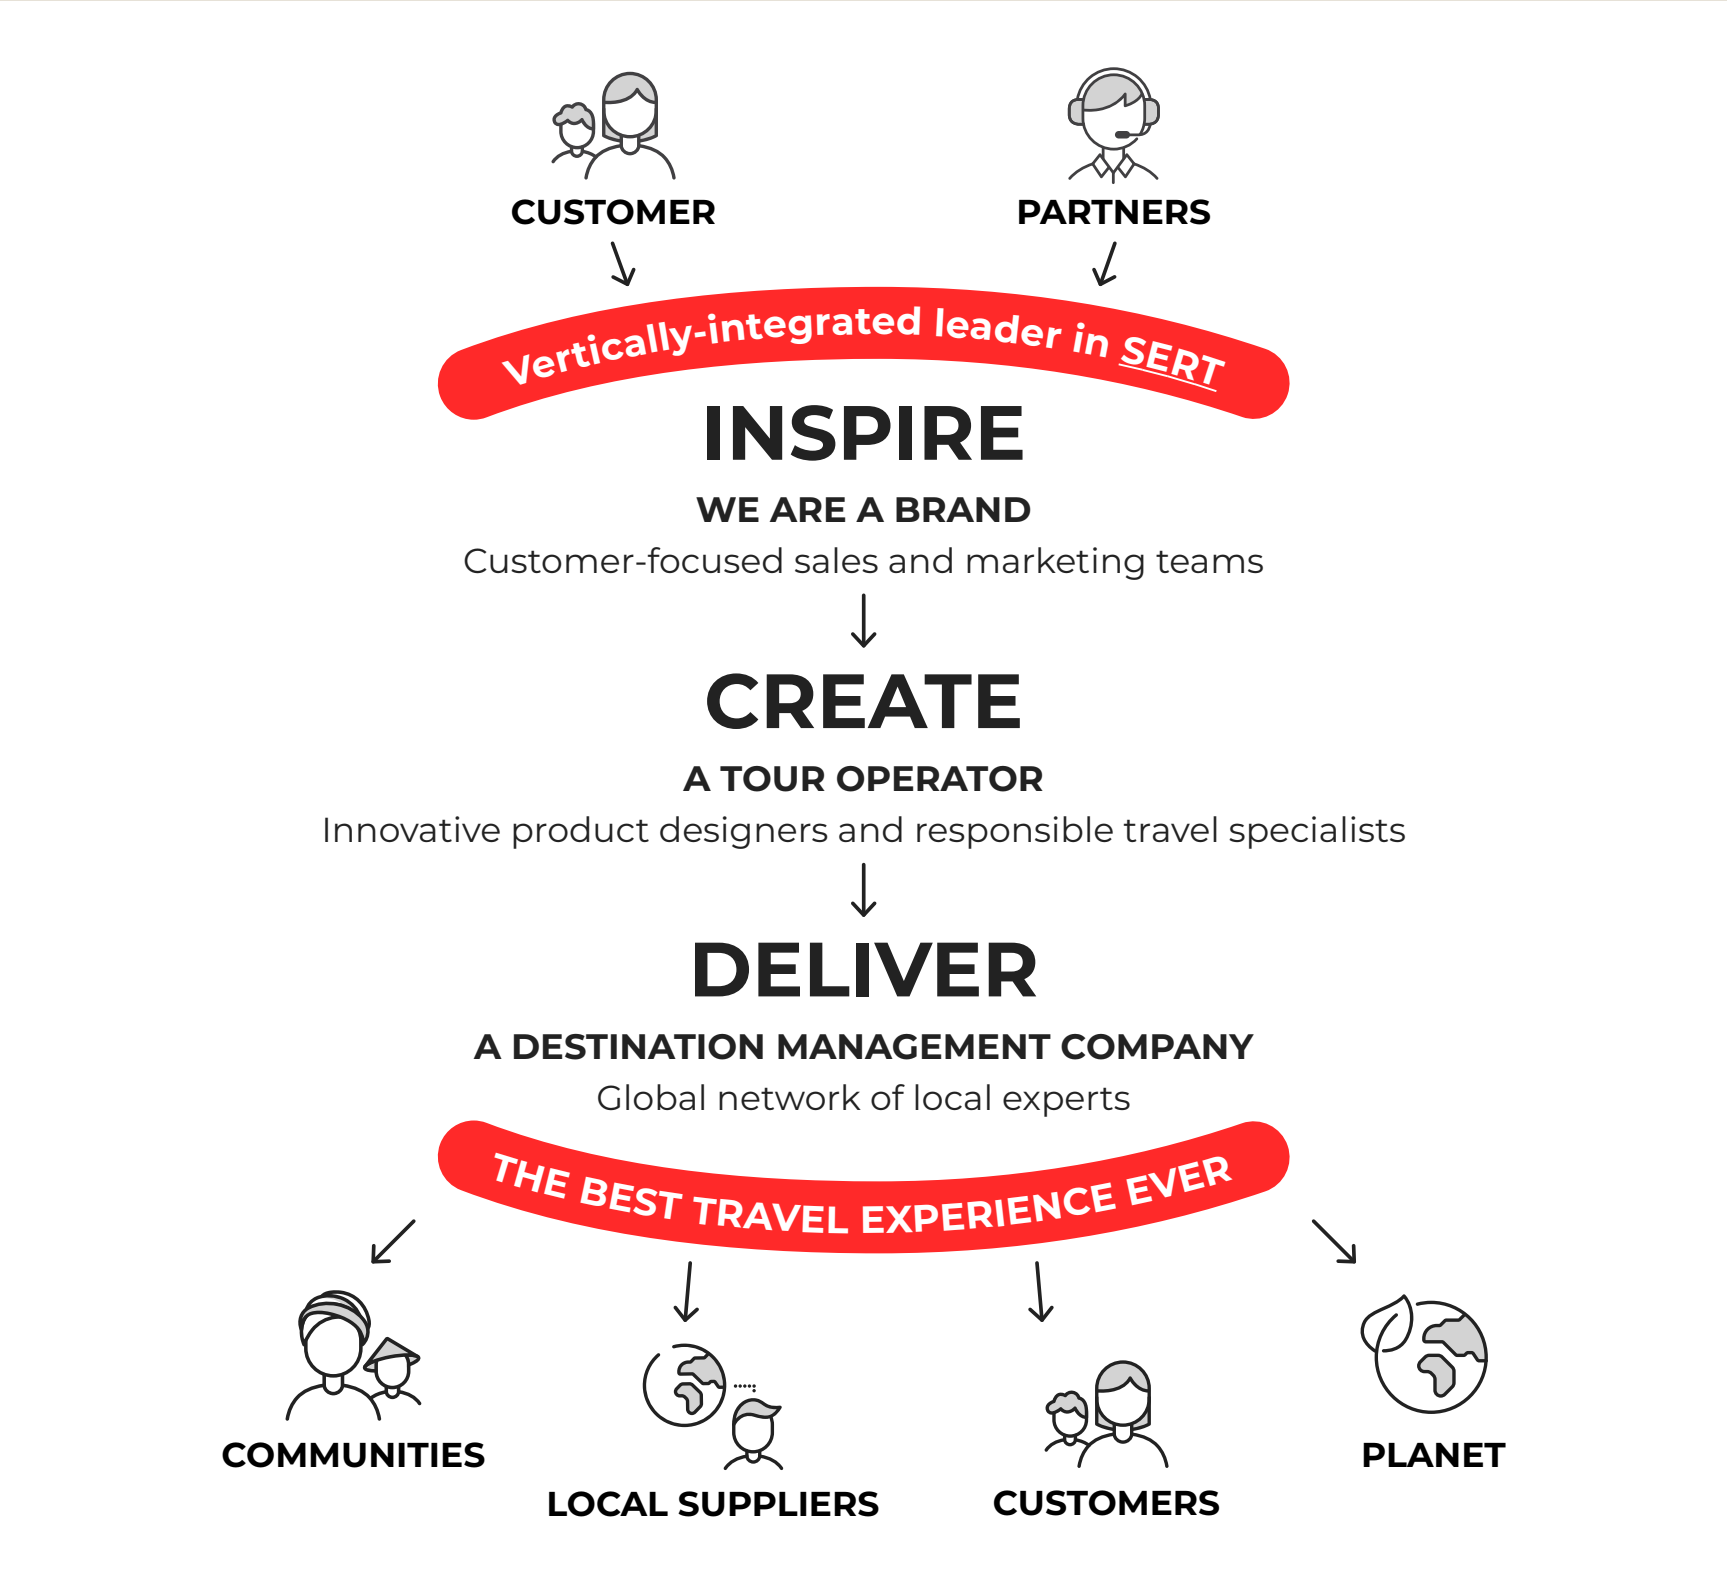 CUSTOMER
PARTNERS
Vertically-integrated leader in SERT
INSPIRE
WE ARE A BRAND
Customer-focused sales and marketing teams
CREATE
A TOUR OPERATOR
Innovative product designers and responsible travel specialists
DELIVER
A DESTINATION MANAGEMENT COMPANY
Global network of local experts
THE BEST TRAVEL EXPERIENCE EVER
COMMUNITIES
LOCAL SUPPLIERS
CUSTOMERS
PLANET